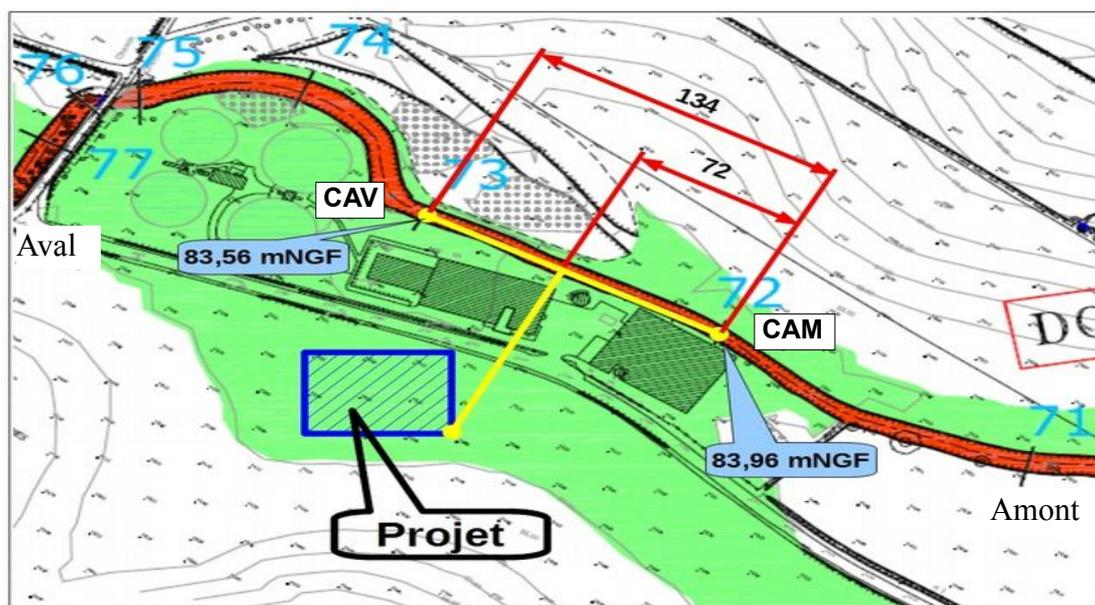 76
75
74
134
72
77
73
CAV
Aval
83,56 mNGF
72
CAM
DO
71
83,96 mNGF
Amont
Projet